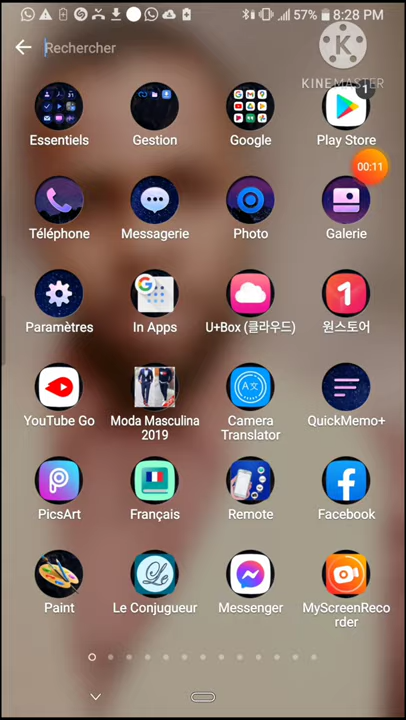 57% 8:28 PM
Rechercher
KINEMASTER
Essentiels Gestion Google Play Store
1
00:11
Téléphone Messagerie Photo Galerie
Paramètres In Apps U+Box (클라우드) 원스토어
YouTube Go Moda Masculina 2019 Camera Translator QuickMemo+
PicsArt Français Remote Facebook
Paint Le Conjugueur Messenger MyScreenRecorder